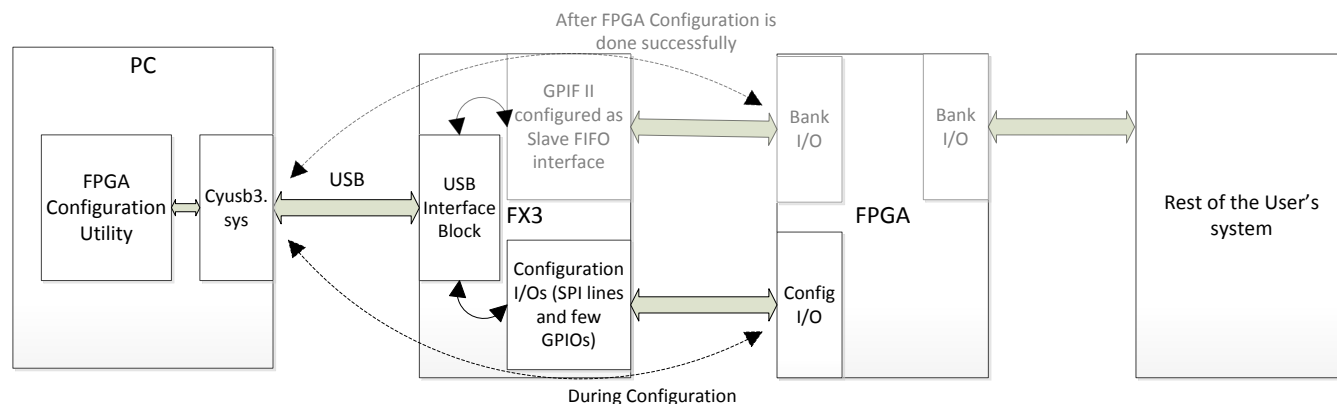 After FPGA Configuration is
done successfully
PC
FPGA
Configuration
Utility
Cyusb3.
sys
USB
USB
Interface
Block
FX3
GPIF II
configured as
Slave FIFO
interface
Configuration
I/Os (SPI lines
and few
GPIOs)
Bank
I/O
Bank
I/O
FPGA
Config
I/O
Rest of the User’s
system
During Configuration